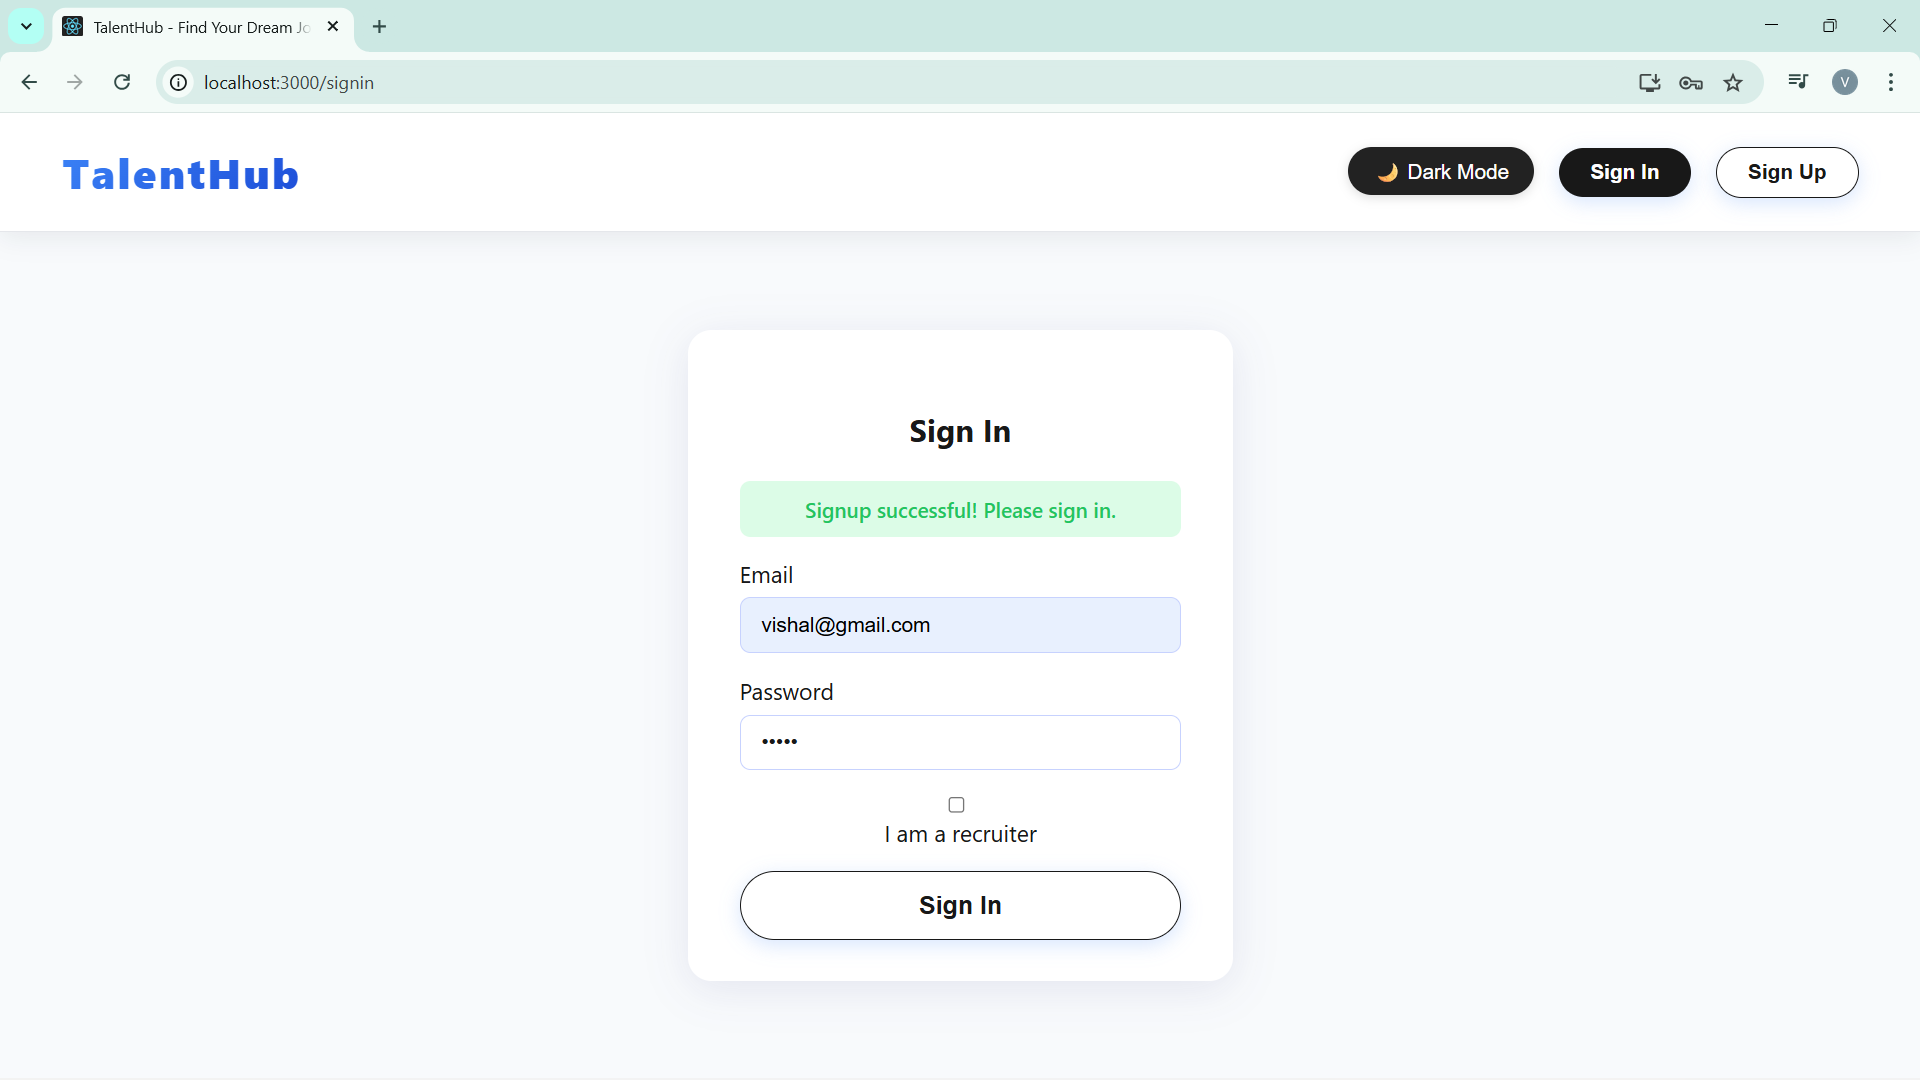 TalentHub - Find Your Dream Jo
localhost:3000/signin
V
TalentHub
Dark Mode
Sign In
Sign Up
Sign In
Signup successful! Please sign in.
Email
vishal@gmail.com
Password
•••••
I am a recruiter
Sign In